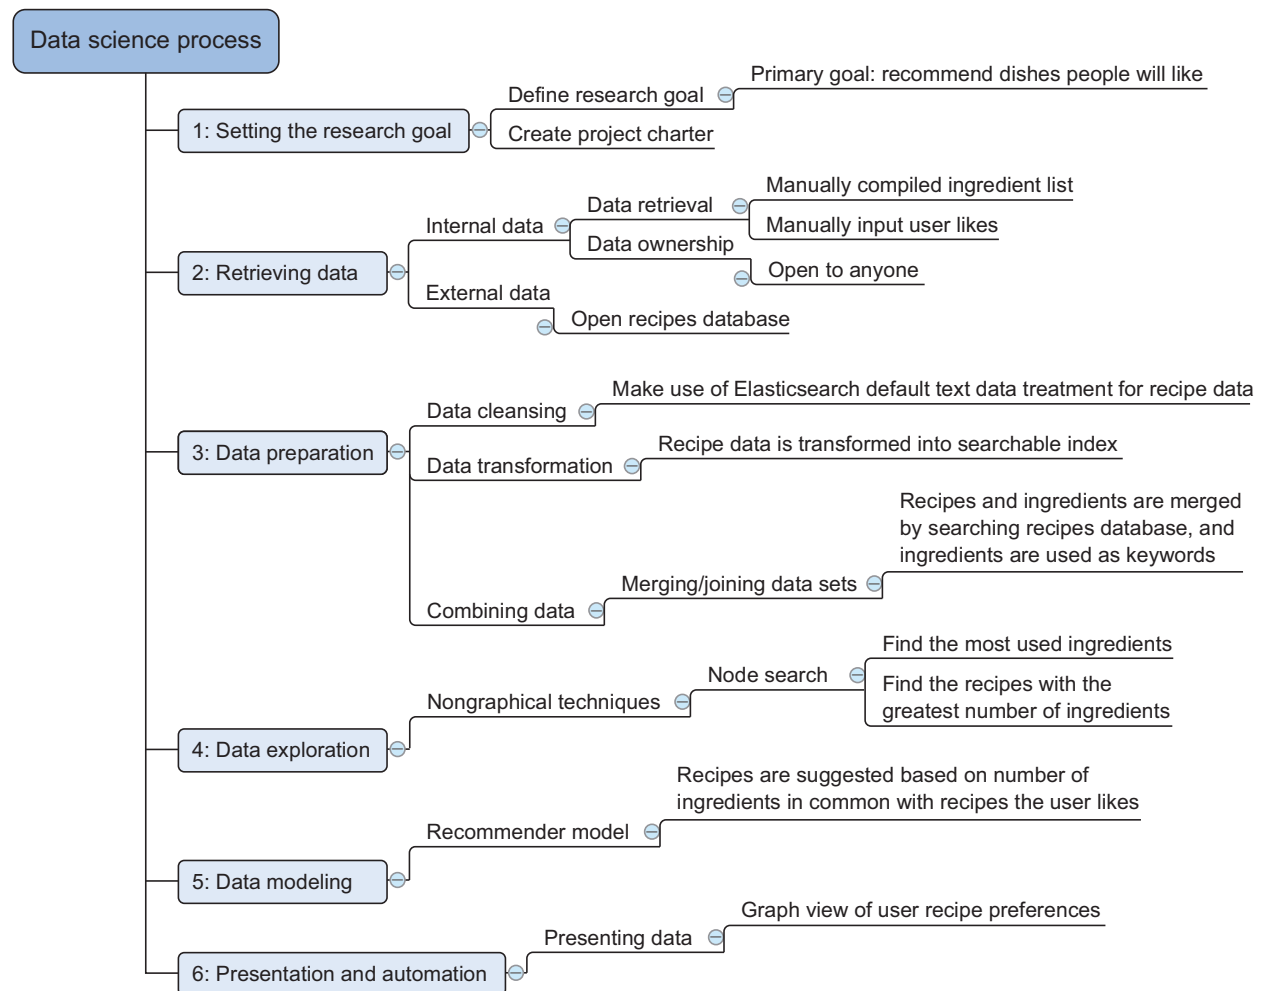 Data science process
Primary goal: recommend dishes people will like
Define research goal
1: Setting the research goal
Create project charter
Manually compiled ingredient list
Data retrieval
Internal data
Manually input user likes
Data ownership
2: Retrieving data
Open to anyone
External data
Open recipes database
Make use of Elasticsearch default text data treatment for recipe data
Data cleansing
3: Data preparation
Recipe data is transformed into searchable index
Data transformation
Recipes and ingredients are merged
by searching recipes database, and
ingredients are used as keywords
Merging/joining data sets
Combining data
Find the most used ingredients
Node search
Nongraphical techniques
Find the recipes with the
greatest number of ingredients
4: Data exploration
Recipes are suggested based on number of
ingredients in common with recipes the user likes
Recommender model
5: Data modeling
Graph view of user recipe preferences
Presenting data
6: Presentation and automation